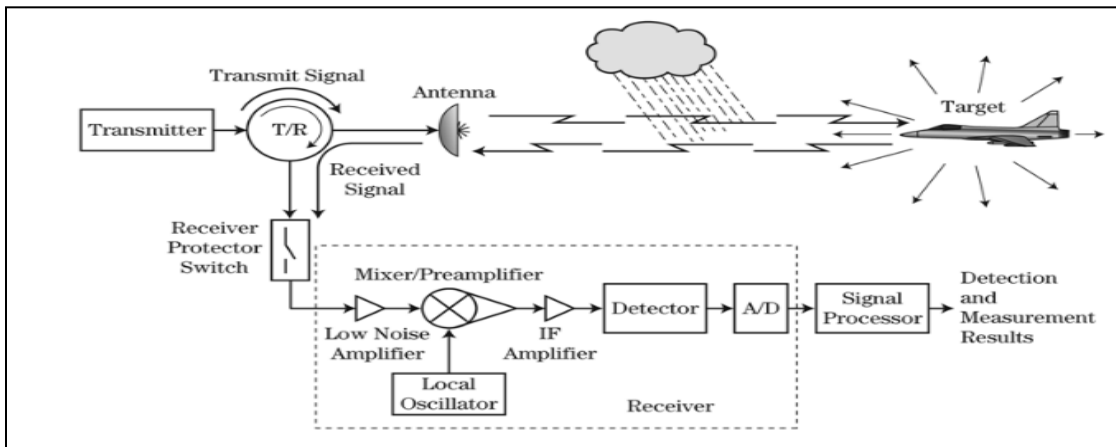 Transmit Signal
Antenna
Target
Transmitter
T/R
Received
Signal
Receiver
Protector
Switch
Mixer/Preamplifier
Detector
A/D
Signal
Processor
Detection
and
Measurement
Results
Low Noise
Amplifier
IF
Amplifier
Local
Oscillator
Receiver